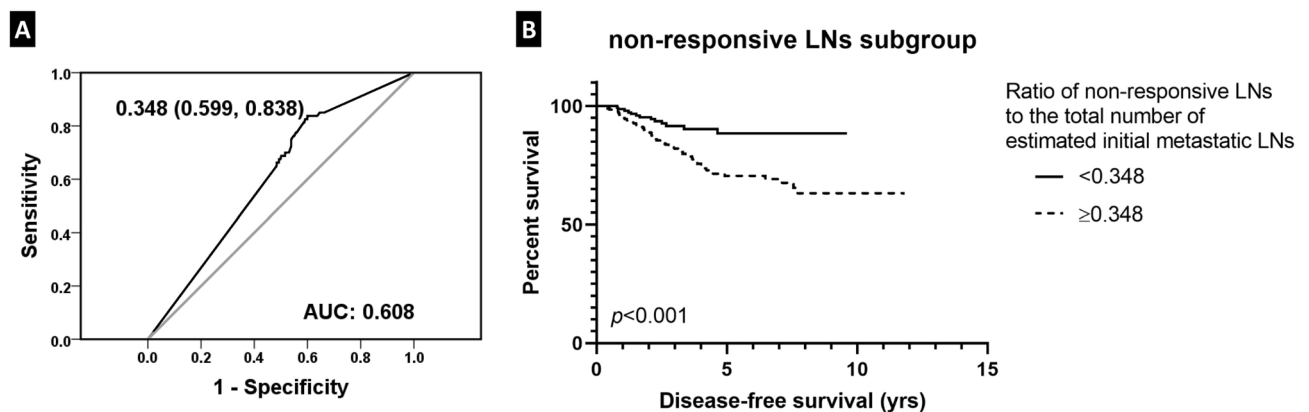 A
0.348 (0.599, 0.838)
AUC: 0.608
Sensitivity
1.0
0.8
0.6
0.4
0.2
0.0
0.0 0.2 0.4 0.6 0.8 1.0
1 - Specificity
B
non-responsive LNs subgroup
Percent survival
100
50
0
p<0.001
0 5 10 15
Disease-free survival (yrs)
Ratio of non-responsive LNs
to the total number of
estimated initial metastatic LNs
<0.348
≥0.348